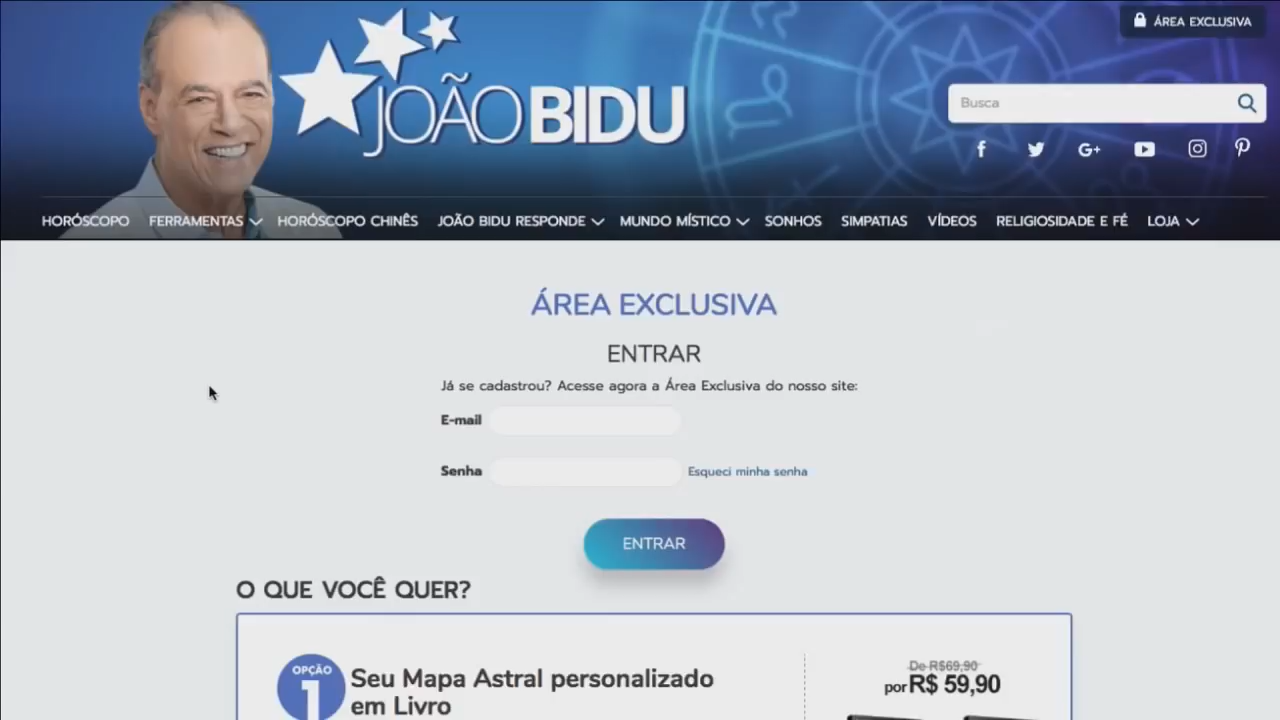 ÁREA EXCLUSIVA
JOÃO BIDU
Busca
HORÓSCOPO FERRAMENTAS HORÓSCOPO CHINÊS JOÃO BIDU RESPONDE MUNDO MÍSTICO SONHOS SIMPATIAS VÍDEOS RELIGIOSIDADE E FÉ LOJA
ÁREA EXCLUSIVA
ENTRAR
Já se cadastrou? Acesse agora a Área Exclusiva do nosso site:
E-mail
Senha Esqueci minha senha
ENTRAR
O QUE VOCÊ QUER?
OPÇÃO
1
Seu Mapa Astral personalizado
em Livro
De R$69,90
por R$ 59,90